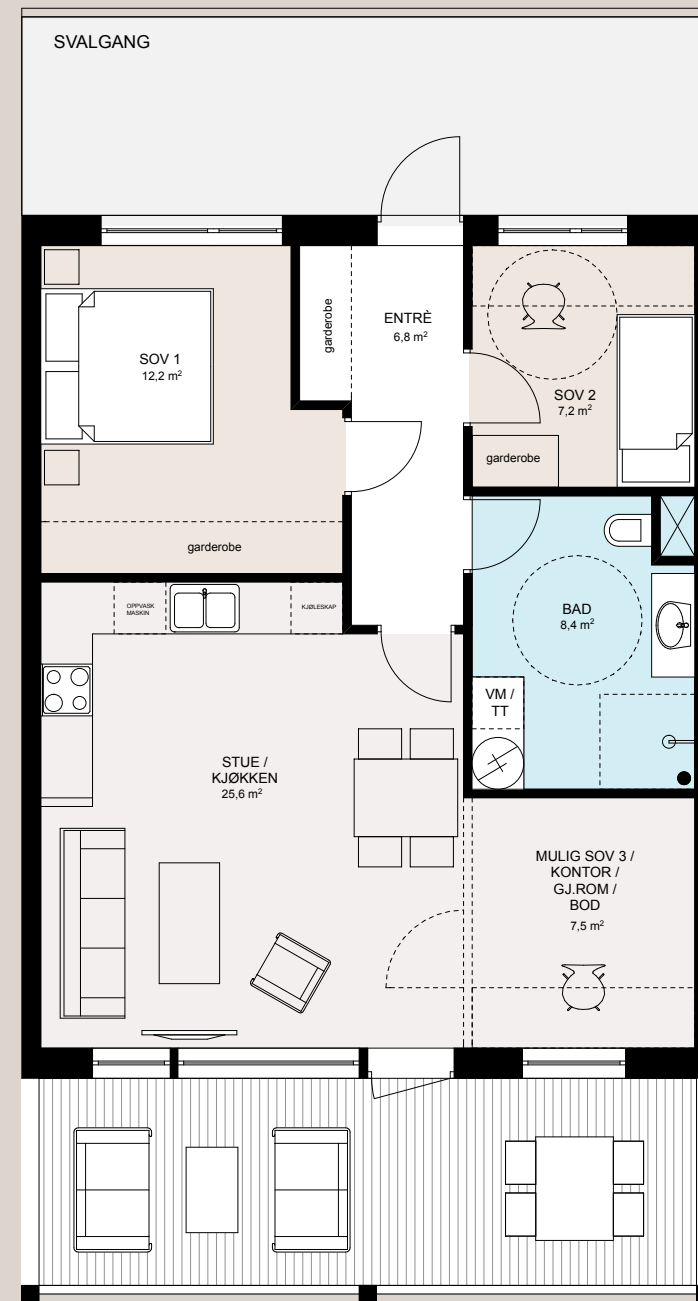 SVALGANG
garderobe
ENTRÈ
6,8 m²
SOV 1
12,2 m²
SOV 2
7,2 m²
garderobe
garderobe
OPPVASK
MASKIN
KJØLESKAP
BAD
8,4 m²
VM /
TT
STUE /
KJØKKEN
25,6 m²
MULIG SOV 3 /
KONTOR /
GJ.ROM /
BOD
7,5 m²